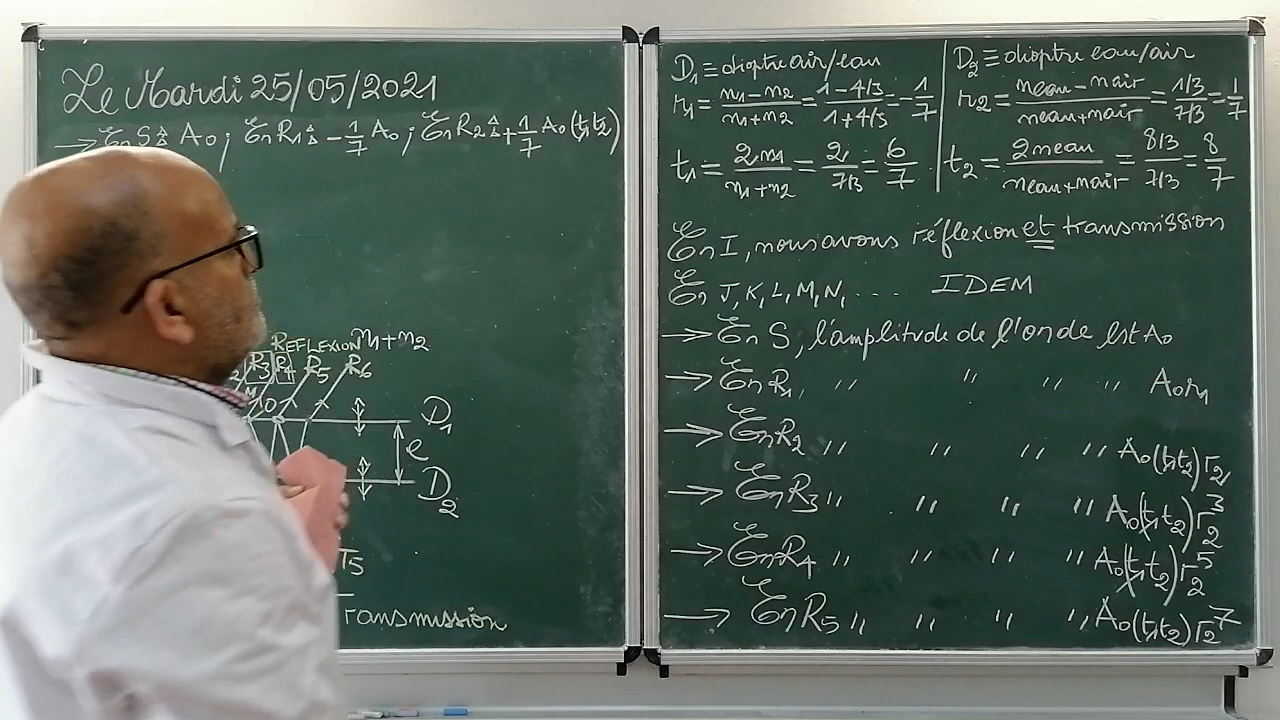 Le Mardi 25/05/2021
→ En S: A₀ ; En R₁: -1/7 A₀ ; En R₂: +1/7 A₀(t₁t₂)
REFLEXION n₁+n₂
R₃ R₄ R₅ R₆
D₁
e
D₂
T₅
ransmission
D₁ ≡ dioptre air/eau
r₁ = (n₁-n₂)/(n₁+n₂) = (1-4/3)/(1+4/3) = -1/7
t₁ = 2n₁/(n₁+n₂) = 2/(7/3) = 6/7
D₂ ≡ dioptre eau/air
r₂ = (neau-nair)/(neau+nair) = (1/3)/(7/3) = 1/7
t₂ = 2neau/(neau+nair) = (8/3)/(7/3) = 8/7
En I, nous avons réflexion et transmission
En J, K, L, M, N, .... IDEM
→ En S, l'amplitude de l'onde est A₀
→ En R₁ " " " " A₀r₁
→ En R₂ " " " " A₀(t₁t₂)r₂
→ En R₃ " " " " A₀(t₁t₂)r₂³
→ En R₄ " " " " A₀(t₁t₂)r₂⁵
→ En R₅ " " " " A₀(t₁t₂)r₂⁷